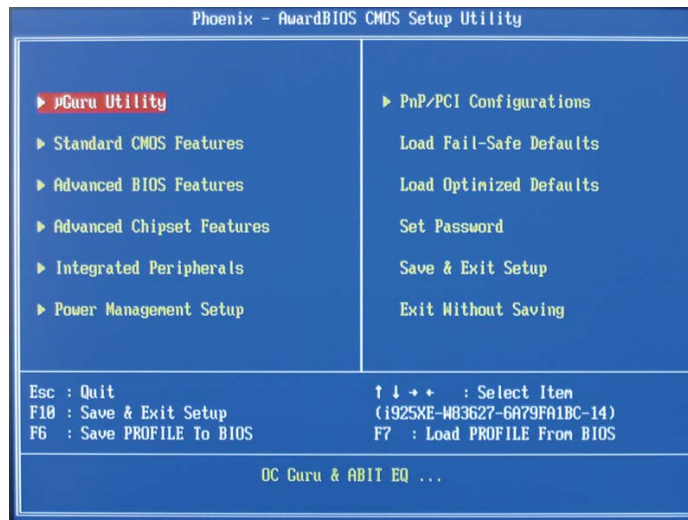 Phoenix - AwardBIOS CMOS Setup Utility
µGuru Utility
Standard CMOS Features
Advanced BIOS Features
Advanced Chipset Features
Integrated Peripherals
Power Management Setup
PnP/PCI Configurations
Load Fail-Safe Defaults
Load Optimized Defaults
Set Password
Save & Exit Setup
Exit Without Saving
Esc : Quit
F10 : Save & Exit Setup
F6 : Save PROFILE To BIOS
↑ ↓ → ← : Select Item
(i925XE-W83627-6A79FA1BC-14)
F7 : Load PROFILE From BIOS
OC Guru & ABIT EQ ...